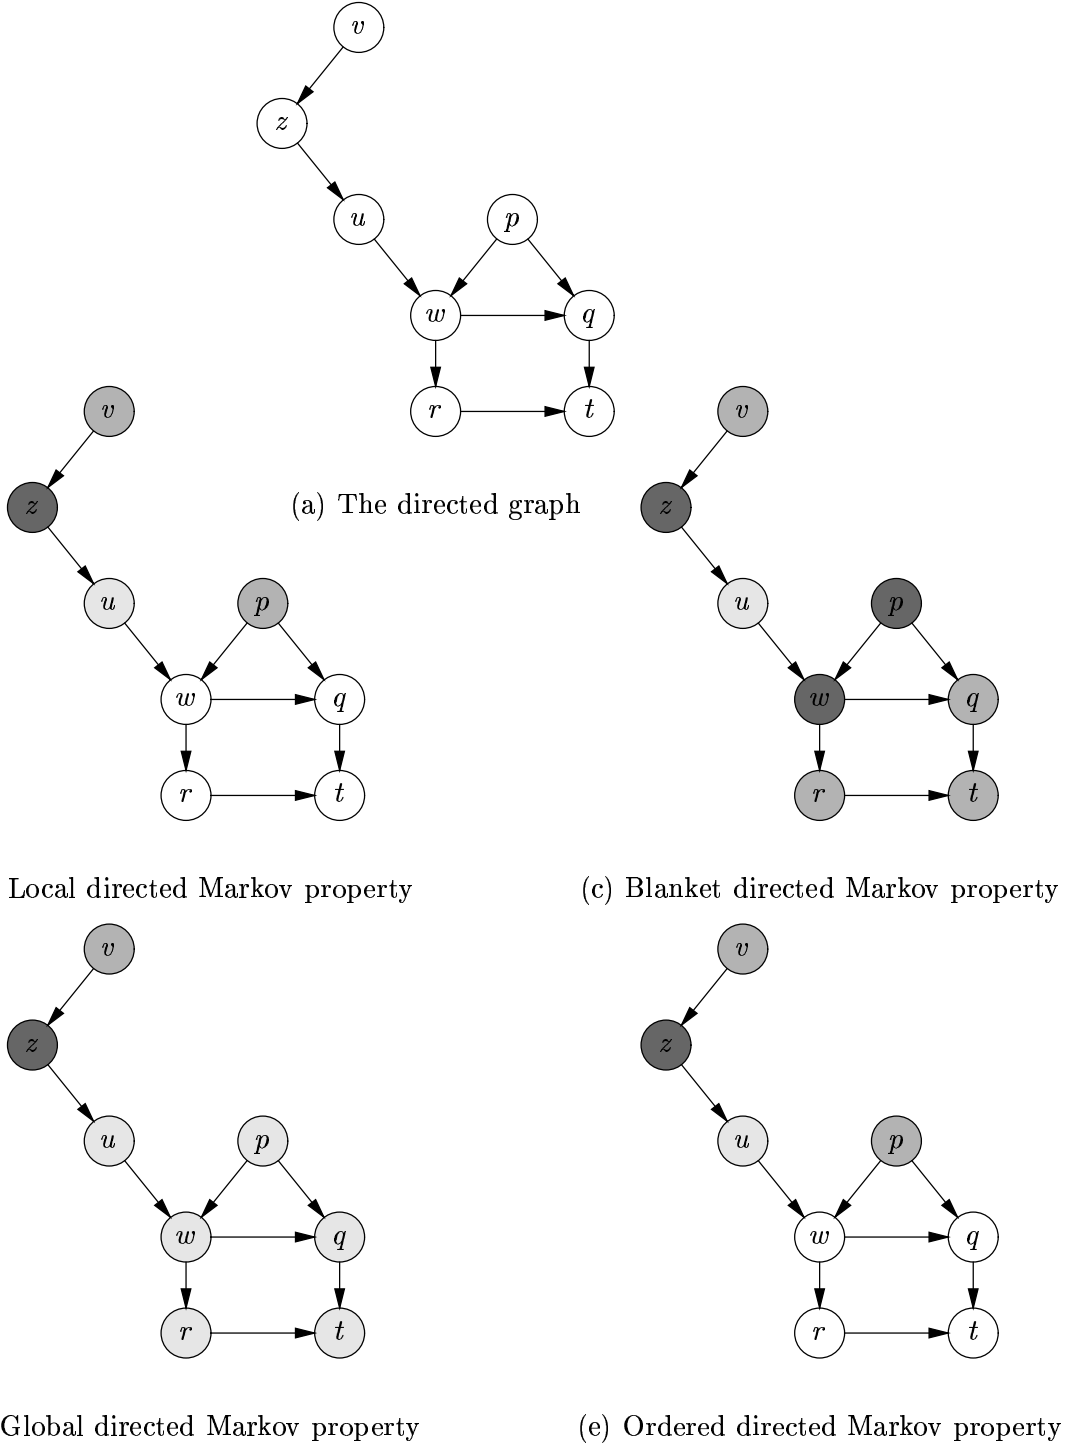 v
z
u p
w q
r t
(a) The directed graph
v
z
u p
w q
r t
Local directed Markov property
v
z
u p
w q
r t
(c) Blanket directed Markov property
v
z
u p
w q
r t
Global directed Markov property
v
z
u p
w q
r t
(e) Ordered directed Markov property